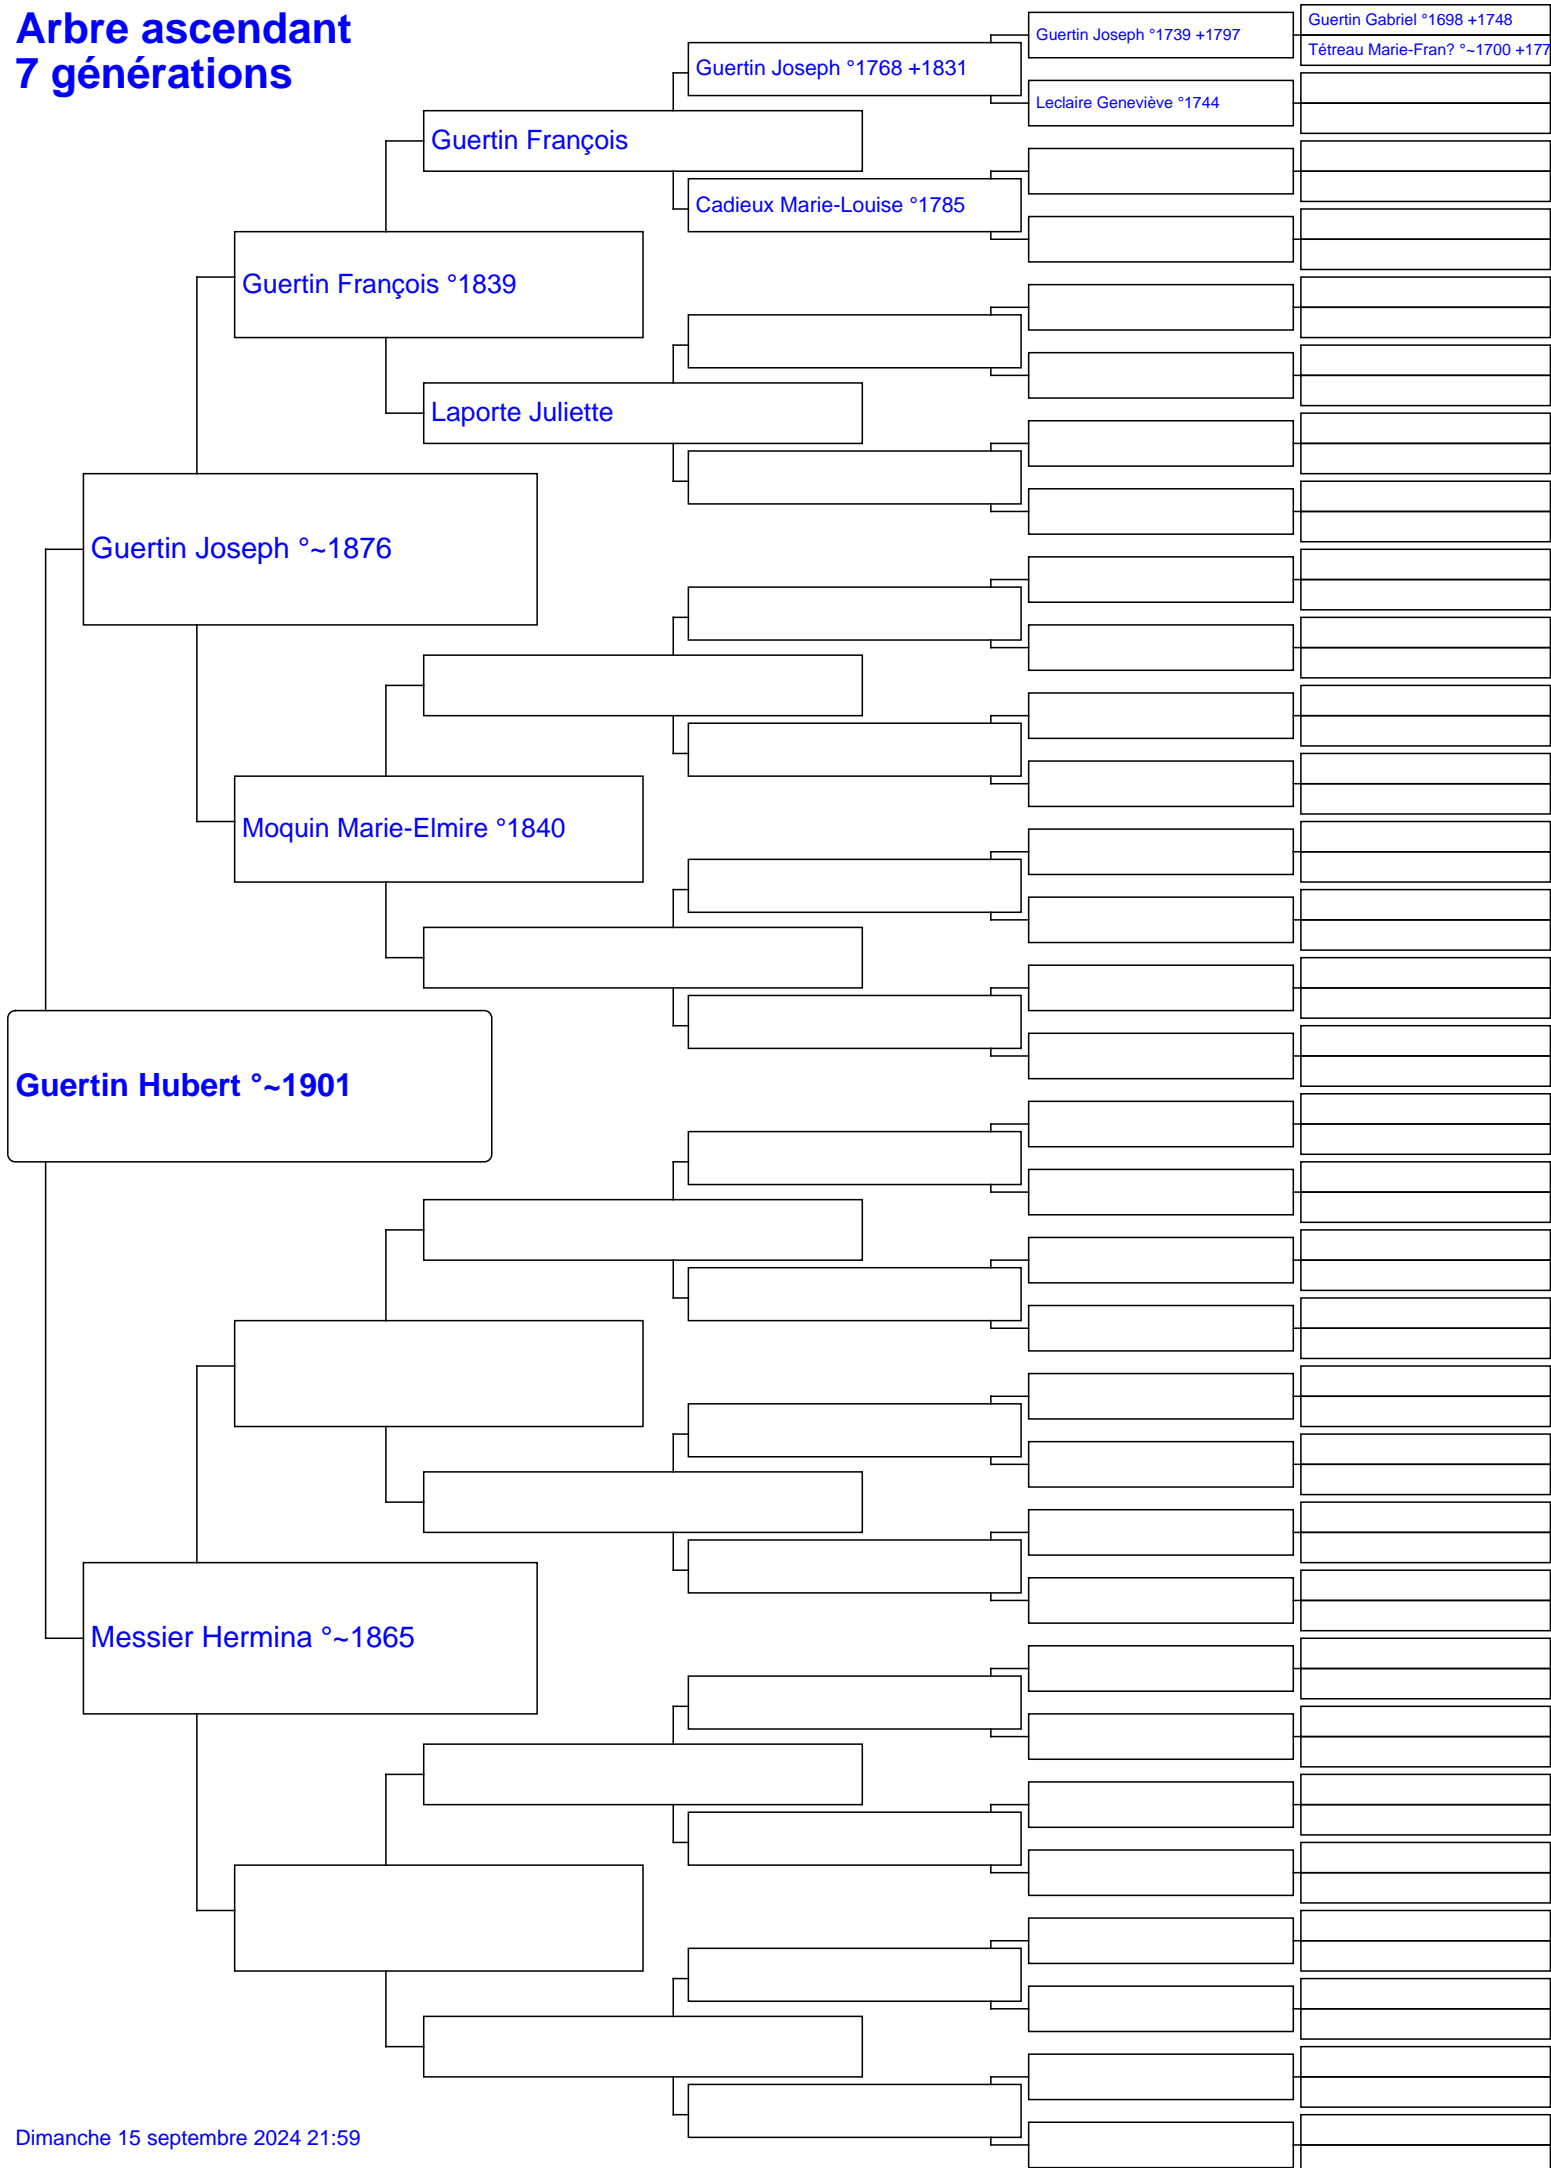 Arbre ascendant
7 générations
Guertin Gabriel °1698 +1748
Tétreau Marie-Fran? °~1700 +177
Guertin Joseph °1739 +1797
Leclaire Geneviève °1744
Guertin Joseph °1768 +1831
Cadieux Marie-Louise °1785
Guertin François
Laporte Juliette
Guertin François °1839
Moquin Marie-Elmire °1840
Guertin Joseph °~1876
Guertin Hubert °~1901
Messier Hermina °~1865
Dimanche 15 septembre 2024 21:59